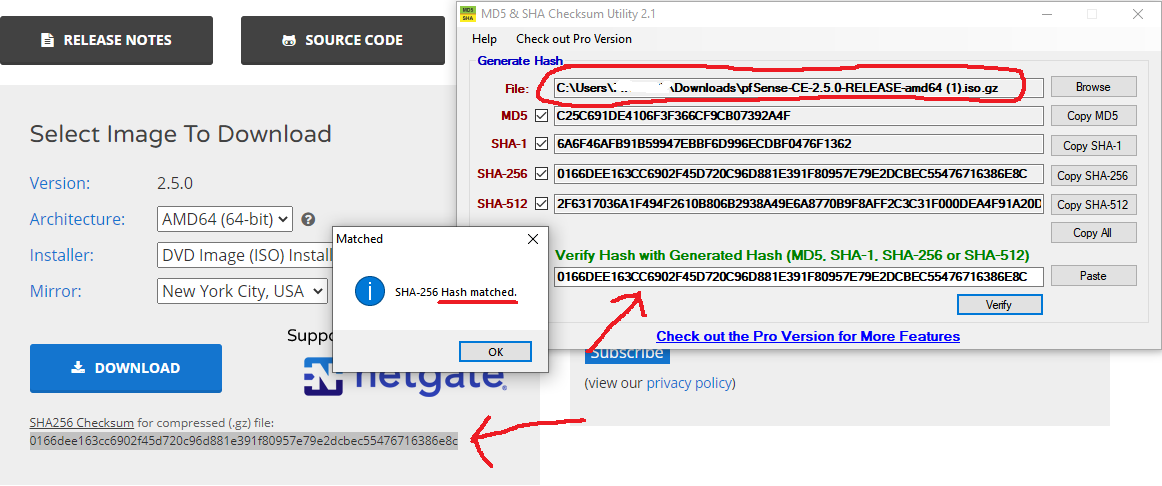 RELEASE NOTES
SOURCE CODE
Select Image To Download
Version: 2.5.0
Architecture: AMD64 (64-bit)
Installer: DVD Image (ISO) Install
Mirror: New York City, USA
DOWNLOAD
Suppo
netgate
SHA256 Checksum for compressed (.gz) file:
0166dee163cc6902f45d720c96d881e391f80957e79e2dcbec55476716386e8c
Subscribe
(view our privacy policy)
MD5 & SHA Checksum Utility 2.1
Help Check out Pro Version
Generate Hash
File: C:\Users\ \Downloads\pfSense-CE-2.5.0-RELEASE-amd64 (1).iso.gz Browse
MD5 C25C691DE4106F3F366CF9CB07392A4F Copy MD5
SHA-1 6A6F46AFB91B59947EBBF6D996ECDBF0476F1362 Copy SHA-1
SHA-256 0166DEE163CC6902F45D720C96D881E391F80957E79E2DCBEC55476716386E8C Copy SHA-256
SHA-512 2F6317036A1F494F2610B806B2938A49E6A8770B9F8AFF2C3C31F000DEA4F91A20D Copy SHA-512
Copy All
Verify Hash with Generated Hash (MD5, SHA-1, SHA-256 or SHA-512)
0166DEE163CC6902F45D720C96D881E391F80957E79E2DCBEC55476716386E8C Paste
Verify
Check out the Pro Version for More Features
Matched
SHA-256 Hash matched.
OK